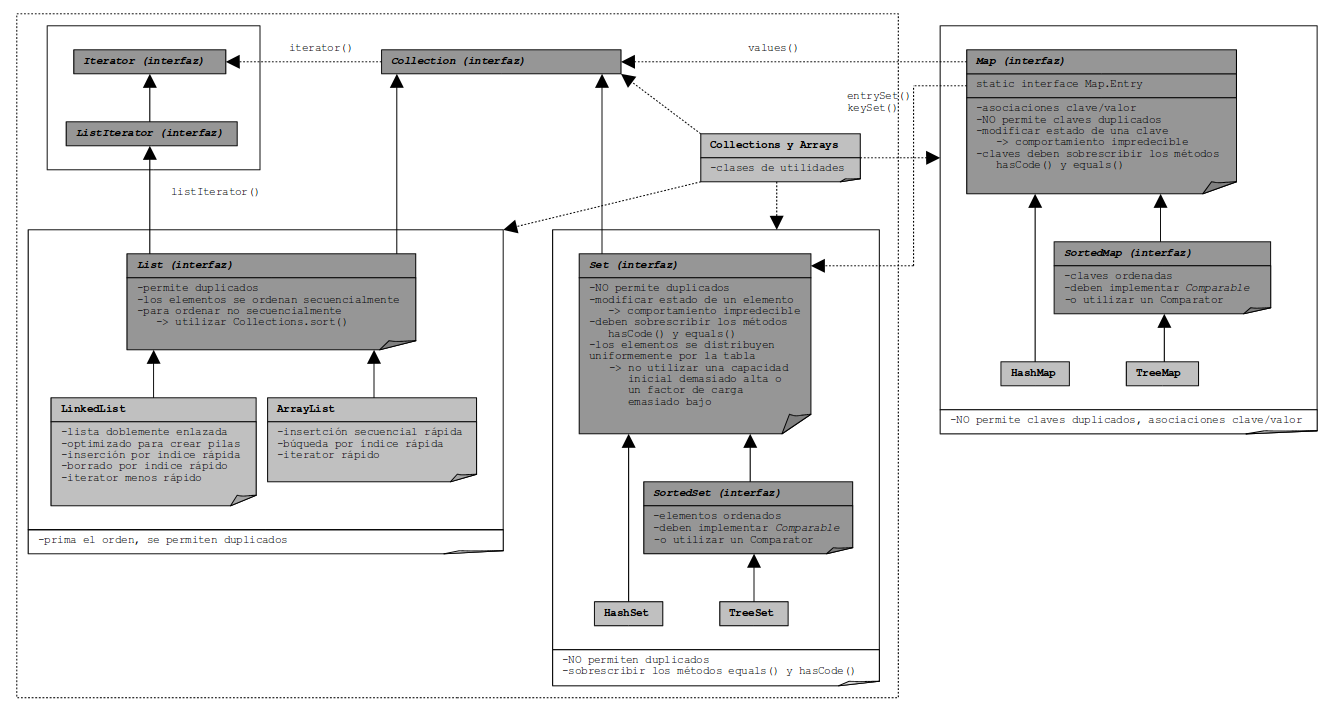 Iterator (interfaz)
ListIterator (interfaz)
iterator()
Collection (interfaz)
values()
entrySet()
keySet()
listIterator()
Collections y Arrays
-clases de utilidades
Map (interfaz)
static interface Map.Entry
-asociaciones clave/valor
-NO permite claves duplicados
-modificar estado de una clave
-> comportamiento impredecible
-claves deben sobrescribir los métodos
hasCode() y equals()
SortedMap (interfaz)
-claves ordenadas
-deben implementar Comparable
-o utilizar un Comparator
HashMap
TreeMap
-NO permite claves duplicados, asociaciones clave/valor
List (interfaz)
-permite duplicados
-los elementos se ordenan secuencialmente
-para ordenar no secuencialmente
-> utilizar Collections.sort()
LinkedList
-lista doblemente enlazada
-optimizado para crear pilas
-inserción por indice rápida
-borrado por indice rápido
-iterator menos rápido
ArrayList
-insertción secuencial rápida
-búqueda por índice rápida
-iterator rápido
-prima el orden, se permiten duplicados
Set (interfaz)
-NO permite duplicados
-modificar estado de un elemento
-> comportamiento impredecible
-deben sobrescribir los métodos
hasCode() y equals()
-los elementos se distribuyen
uniformemente por la tabla
-> no utilizar una capacidad
inicial demasiado alta o
un factor de carga
emasiado bajo
SortedSet (interfaz)
-elementos ordenados
-deben implementar Comparable
-o utilizar un Comparator
HashSet
TreeSet
-NO permiten duplicados
-sobrescribir los métodos equals() y hasCode()